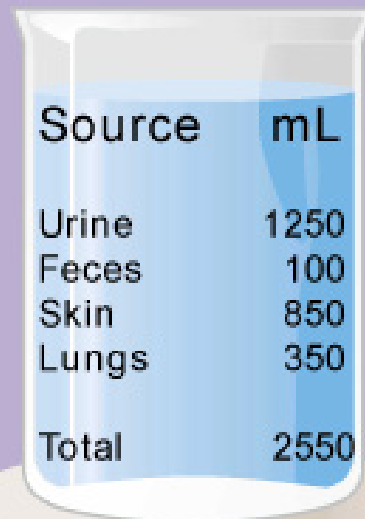 Source mL
Urine 1250
Feces 100
Skin 850
Lungs 350
Total 2550